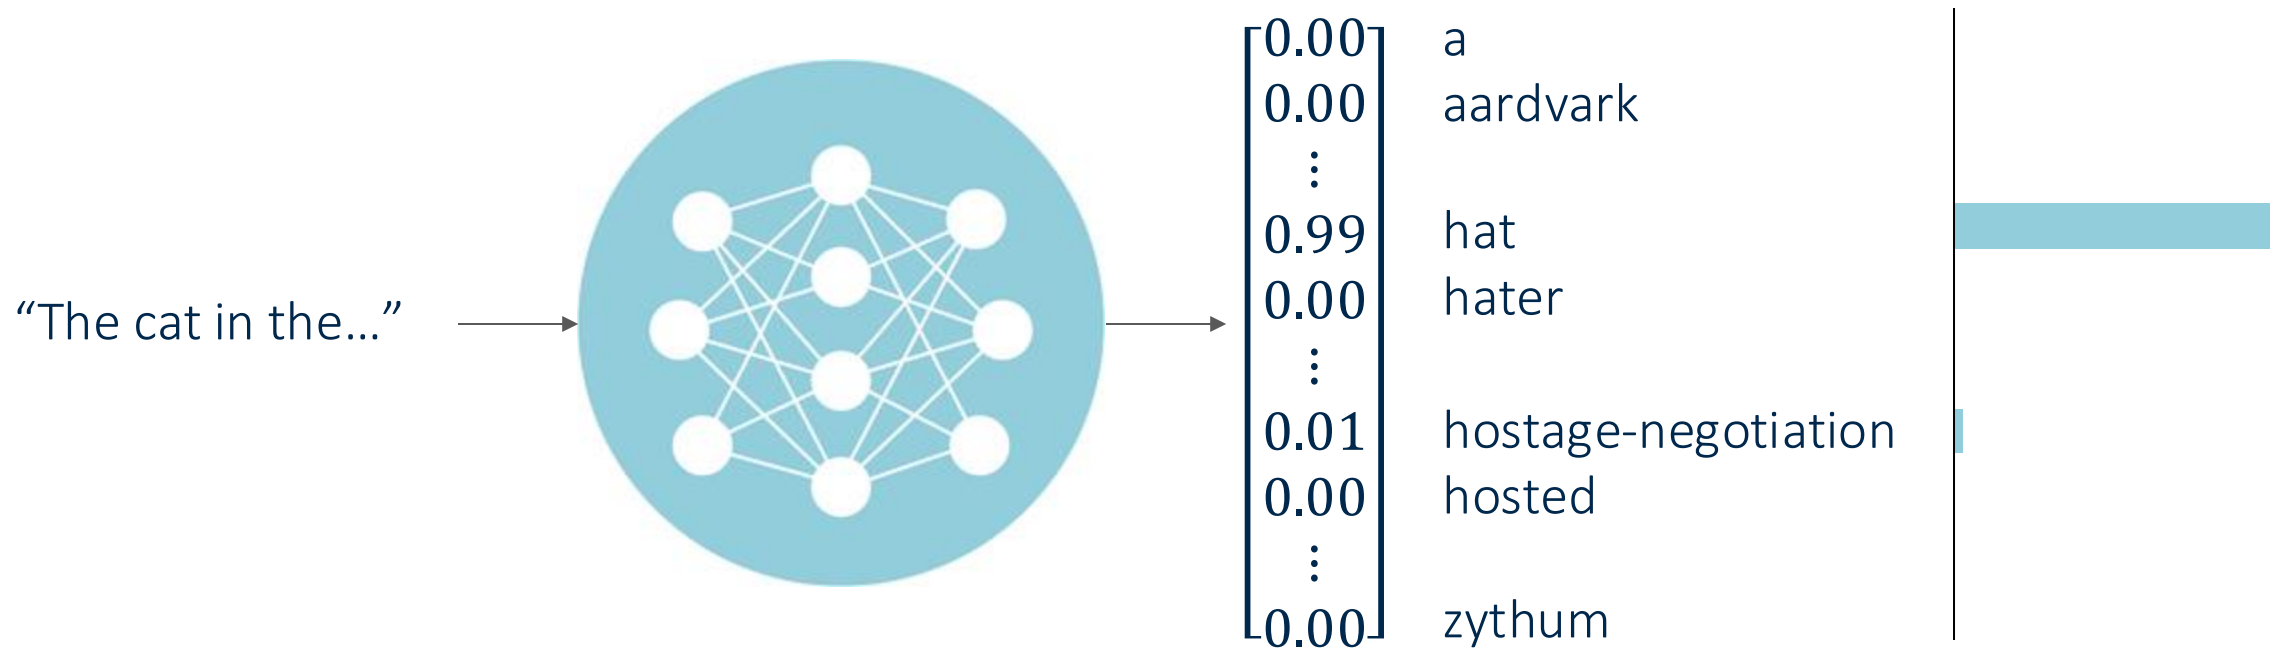 “The cat in the...”
0.00 a
0.00 aardvark
⋮
0.99 hat
0.00 hater
⋮
0.01 hostage-negotiation
0.00 hosted
⋮
0.00 zythum